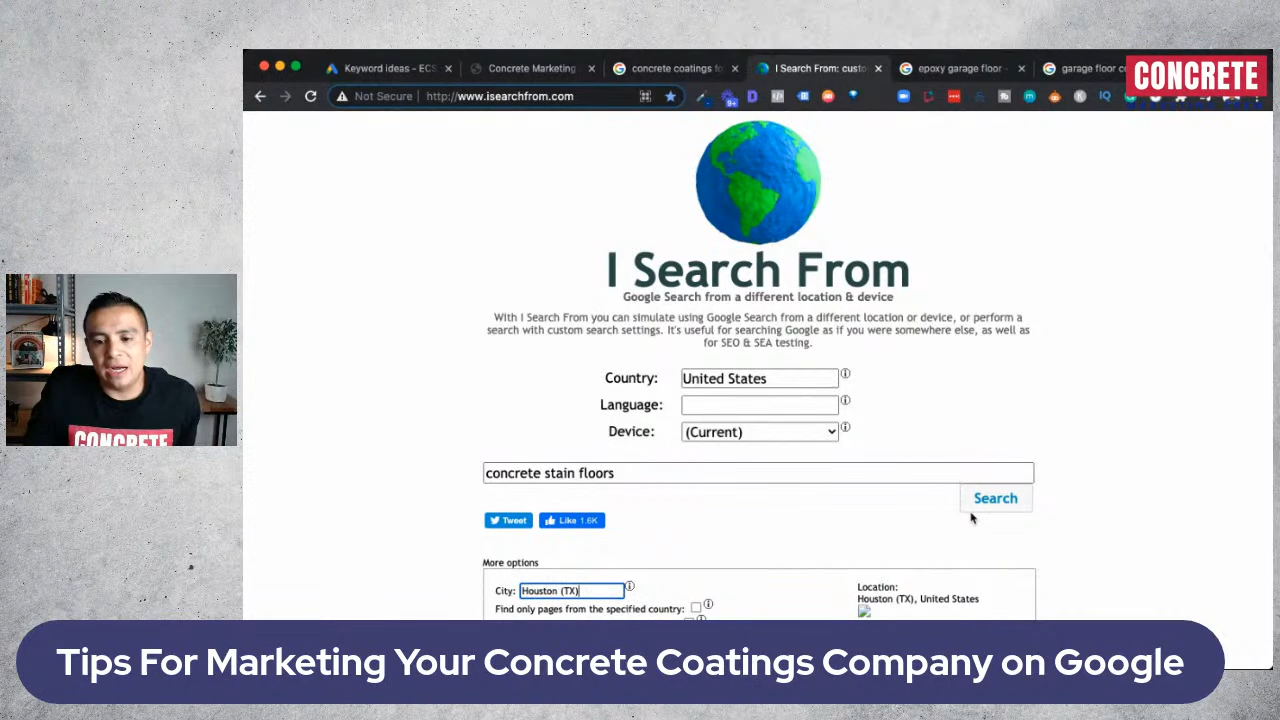 Keyword ideas - ECS
Concrete Marketing
concrete coatings fo
I Search From: custo
epoxy garage floor -
garage floor co
CONCRETE
Not Secure
http://www.isearchfrom.com
9+
IQ
I Search From
Google Search from a different location & device
With I Search From you can simulate using Google Search from a different location or device, or perform a
search with custom search settings. It's useful for searching Google as if you were somewhere else, as well as
for SEO & SEA testing.
Country: United States
Language:
Device: (Current)
concrete stain floors
Search
Tweet
Like 1.6K
More options
City: Houston (TX)
Location:
Houston (TX), United States
Find only pages from the specified country:
CONCRETE
Tips For Marketing Your Concrete Coatings Company on Google